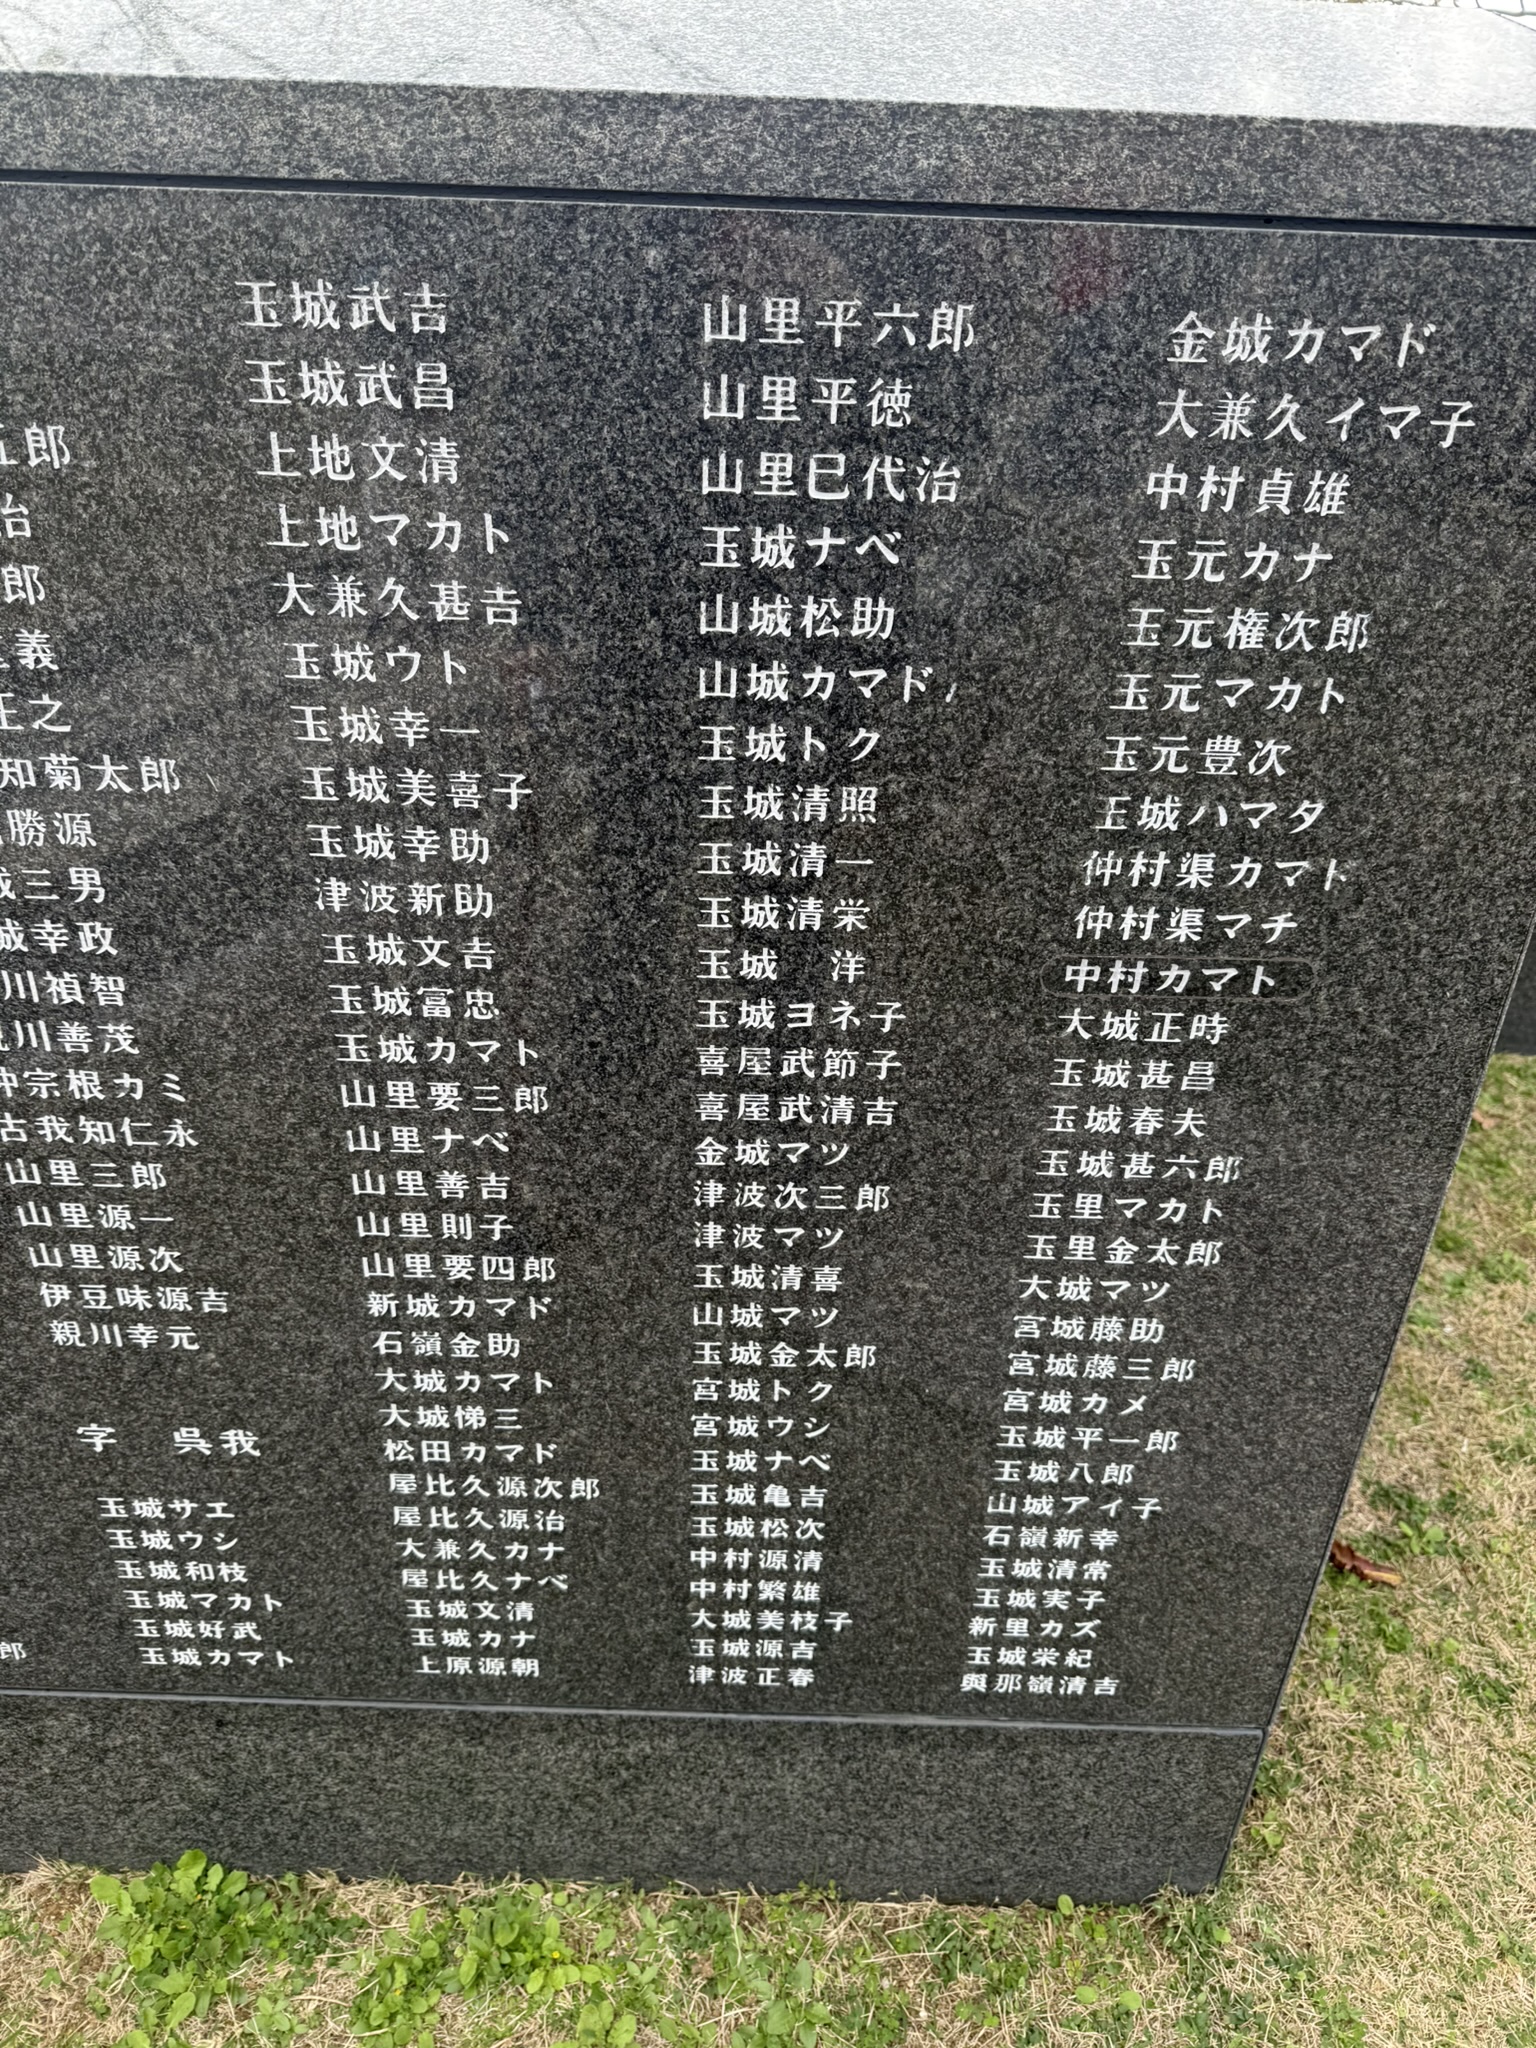 五郎
治
郎
義
正之
知菊太郎
勝源
城三男
城幸政
川禎智
親川善茂
仲宗根カミ
古我知仁永
山里三郎
山里源一
山里源次
伊豆味源吉
親川幸元
字　呉我
玉城サエ
玉城ウシ
玉城和枝
玉城マカト
玉城好武
玉城カマト
郎
玉城武吉
玉城武昌
上地文清
上地マカト
大兼久甚吉
玉城ウト
玉城幸一
玉城美喜子
玉城幸助
津波新助
玉城文吉
玉城富忠
玉城カマト
山里要三郎
山里ナベ
山里善吉
山里則子
山里要四郎
新城カマド
石嶺金助
大城カマト
大城悌三
松田カマド
屋比久源次郎
屋比久源治
大兼久カナ
屋比久ナベ
玉城文清
玉城カナ
上原源朝
山里平六郎
山里平徳
山里巳代治
玉城ナベ
山城松助
山城カマド
玉城トク
玉城清照
玉城清一
玉城清栄
玉城　洋
玉城ヨネ子
喜屋武節子
喜屋武清吉
金城マツ
津波次三郎
津波マツ
玉城清喜
山城マツ
玉城金太郎
宮城トク
宮城ウシ
玉城ナベ
玉城亀吉
玉城松次
中村源清
中村繁雄
大城美枝子
玉城源吉
津波正春
金城カマド
大兼久イマ子
中村貞雄
玉元カナ
玉元権次郎
玉元マカト
玉元豊次
玉城ハマタ
仲村渠カマド
仲村渠マチ
中村カマト
大城正時
玉城甚昌
玉城春夫
玉城甚六郎
玉里マカト
玉里金太郎
大城マツ
宮城藤助
宮城藤三郎
宮城カメ
玉城平一郎
玉城八郎
山城アイ子
石嶺新幸
玉城清常
玉城実子
新里カズ
玉城栄紀
與那嶺清吉